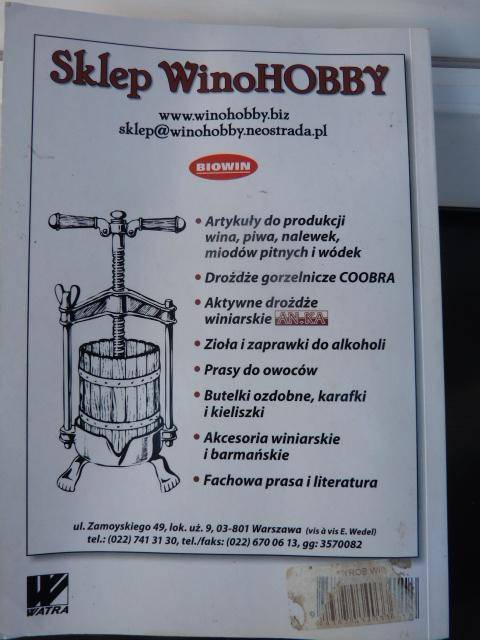 Sklep WinoHOBBY
www.winohobby.biz
sklep@winohobby.neostrada.pl
BIOWIN
• Artykuły do produkcji
wina, piwa, nalewek,
miodów pitnych i wódek
• Drożdże gorzelnicze COOBRA
• Aktywne drożdże
winiarskie AN.KA
• Zioła i zaprawki do alkoholi
• Prasy do owoców
• Butelki ozdobne, karafki
i kieliszki
• Akcesoria winiarskie
i barmańskie
• Fachowa prasa i literatura
ul. Zamoyskiego 49, lok. uż. 9, 03-801 Warszawa (vis à vis E. Wedel)
tel.: (022) 741 31 30, tel./faks: (022) 670 06 13, gg: 3570082
WATRA